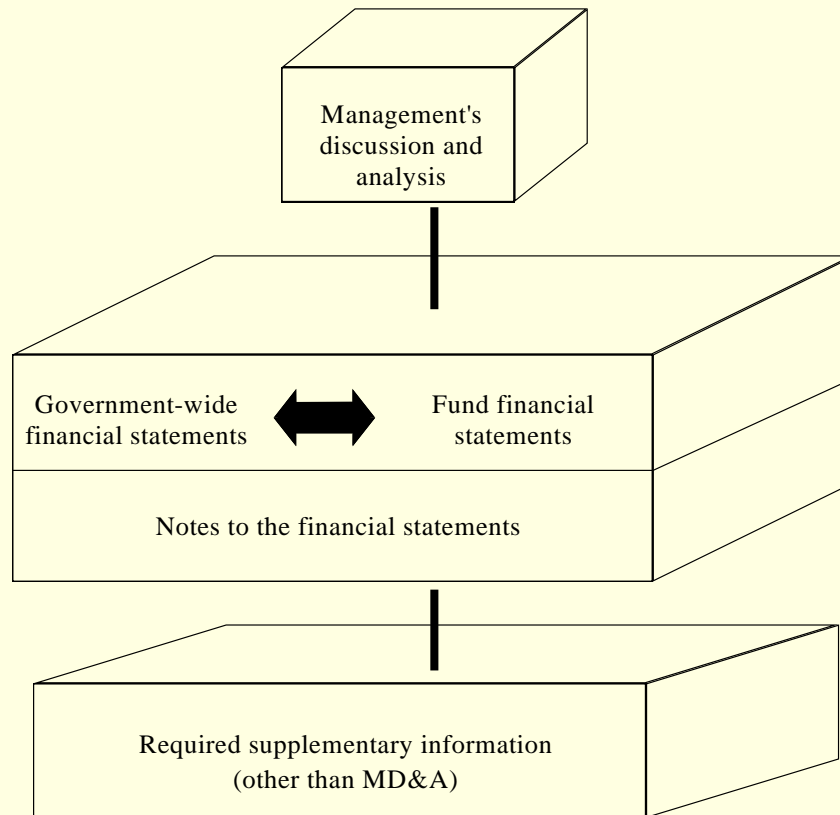 Management's
discussion and
analysis
Government-wide
financial statements
Fund financial
statements
Notes to the financial statements
Required supplementary information
(other than MD&A)